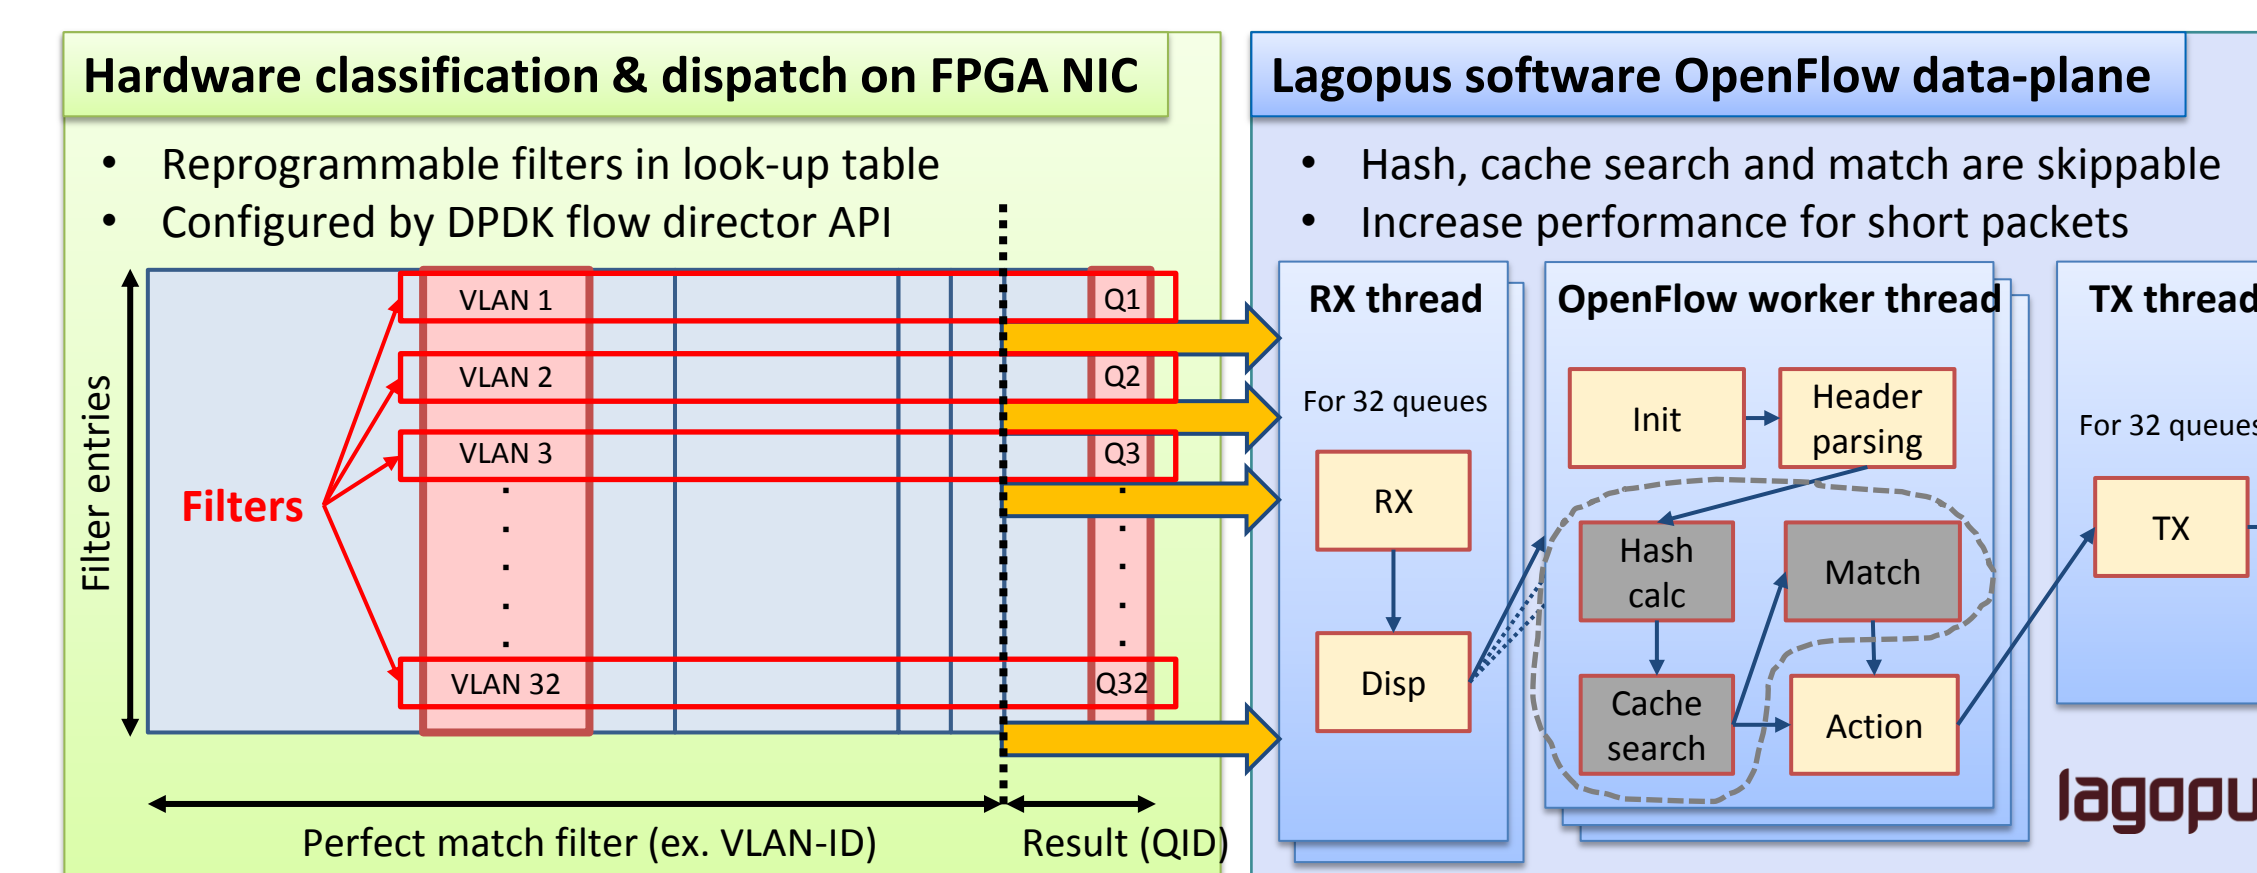 Hardware classification & dispatch on FPGA NIC
• Reprogrammable filters in look-up table
• Configured by DPDK flow director API
Filter entries
Filters
VLAN 1
Q1
VLAN 2
Q2
VLAN 3
Q3
VLAN 32
Q32
Perfect match filter (ex. VLAN-ID)
Result (QID)
Lagopus software OpenFlow data-plane
• Hash, cache search and match are skippable
• Increase performance for short packets
RX thread
For 32 queues
RX
Disp
OpenFlow worker thread
Init
Header
parsing
Hash
calc
Match
Cache
search
Action
TX thread
For 32 queues
TX
lagopu